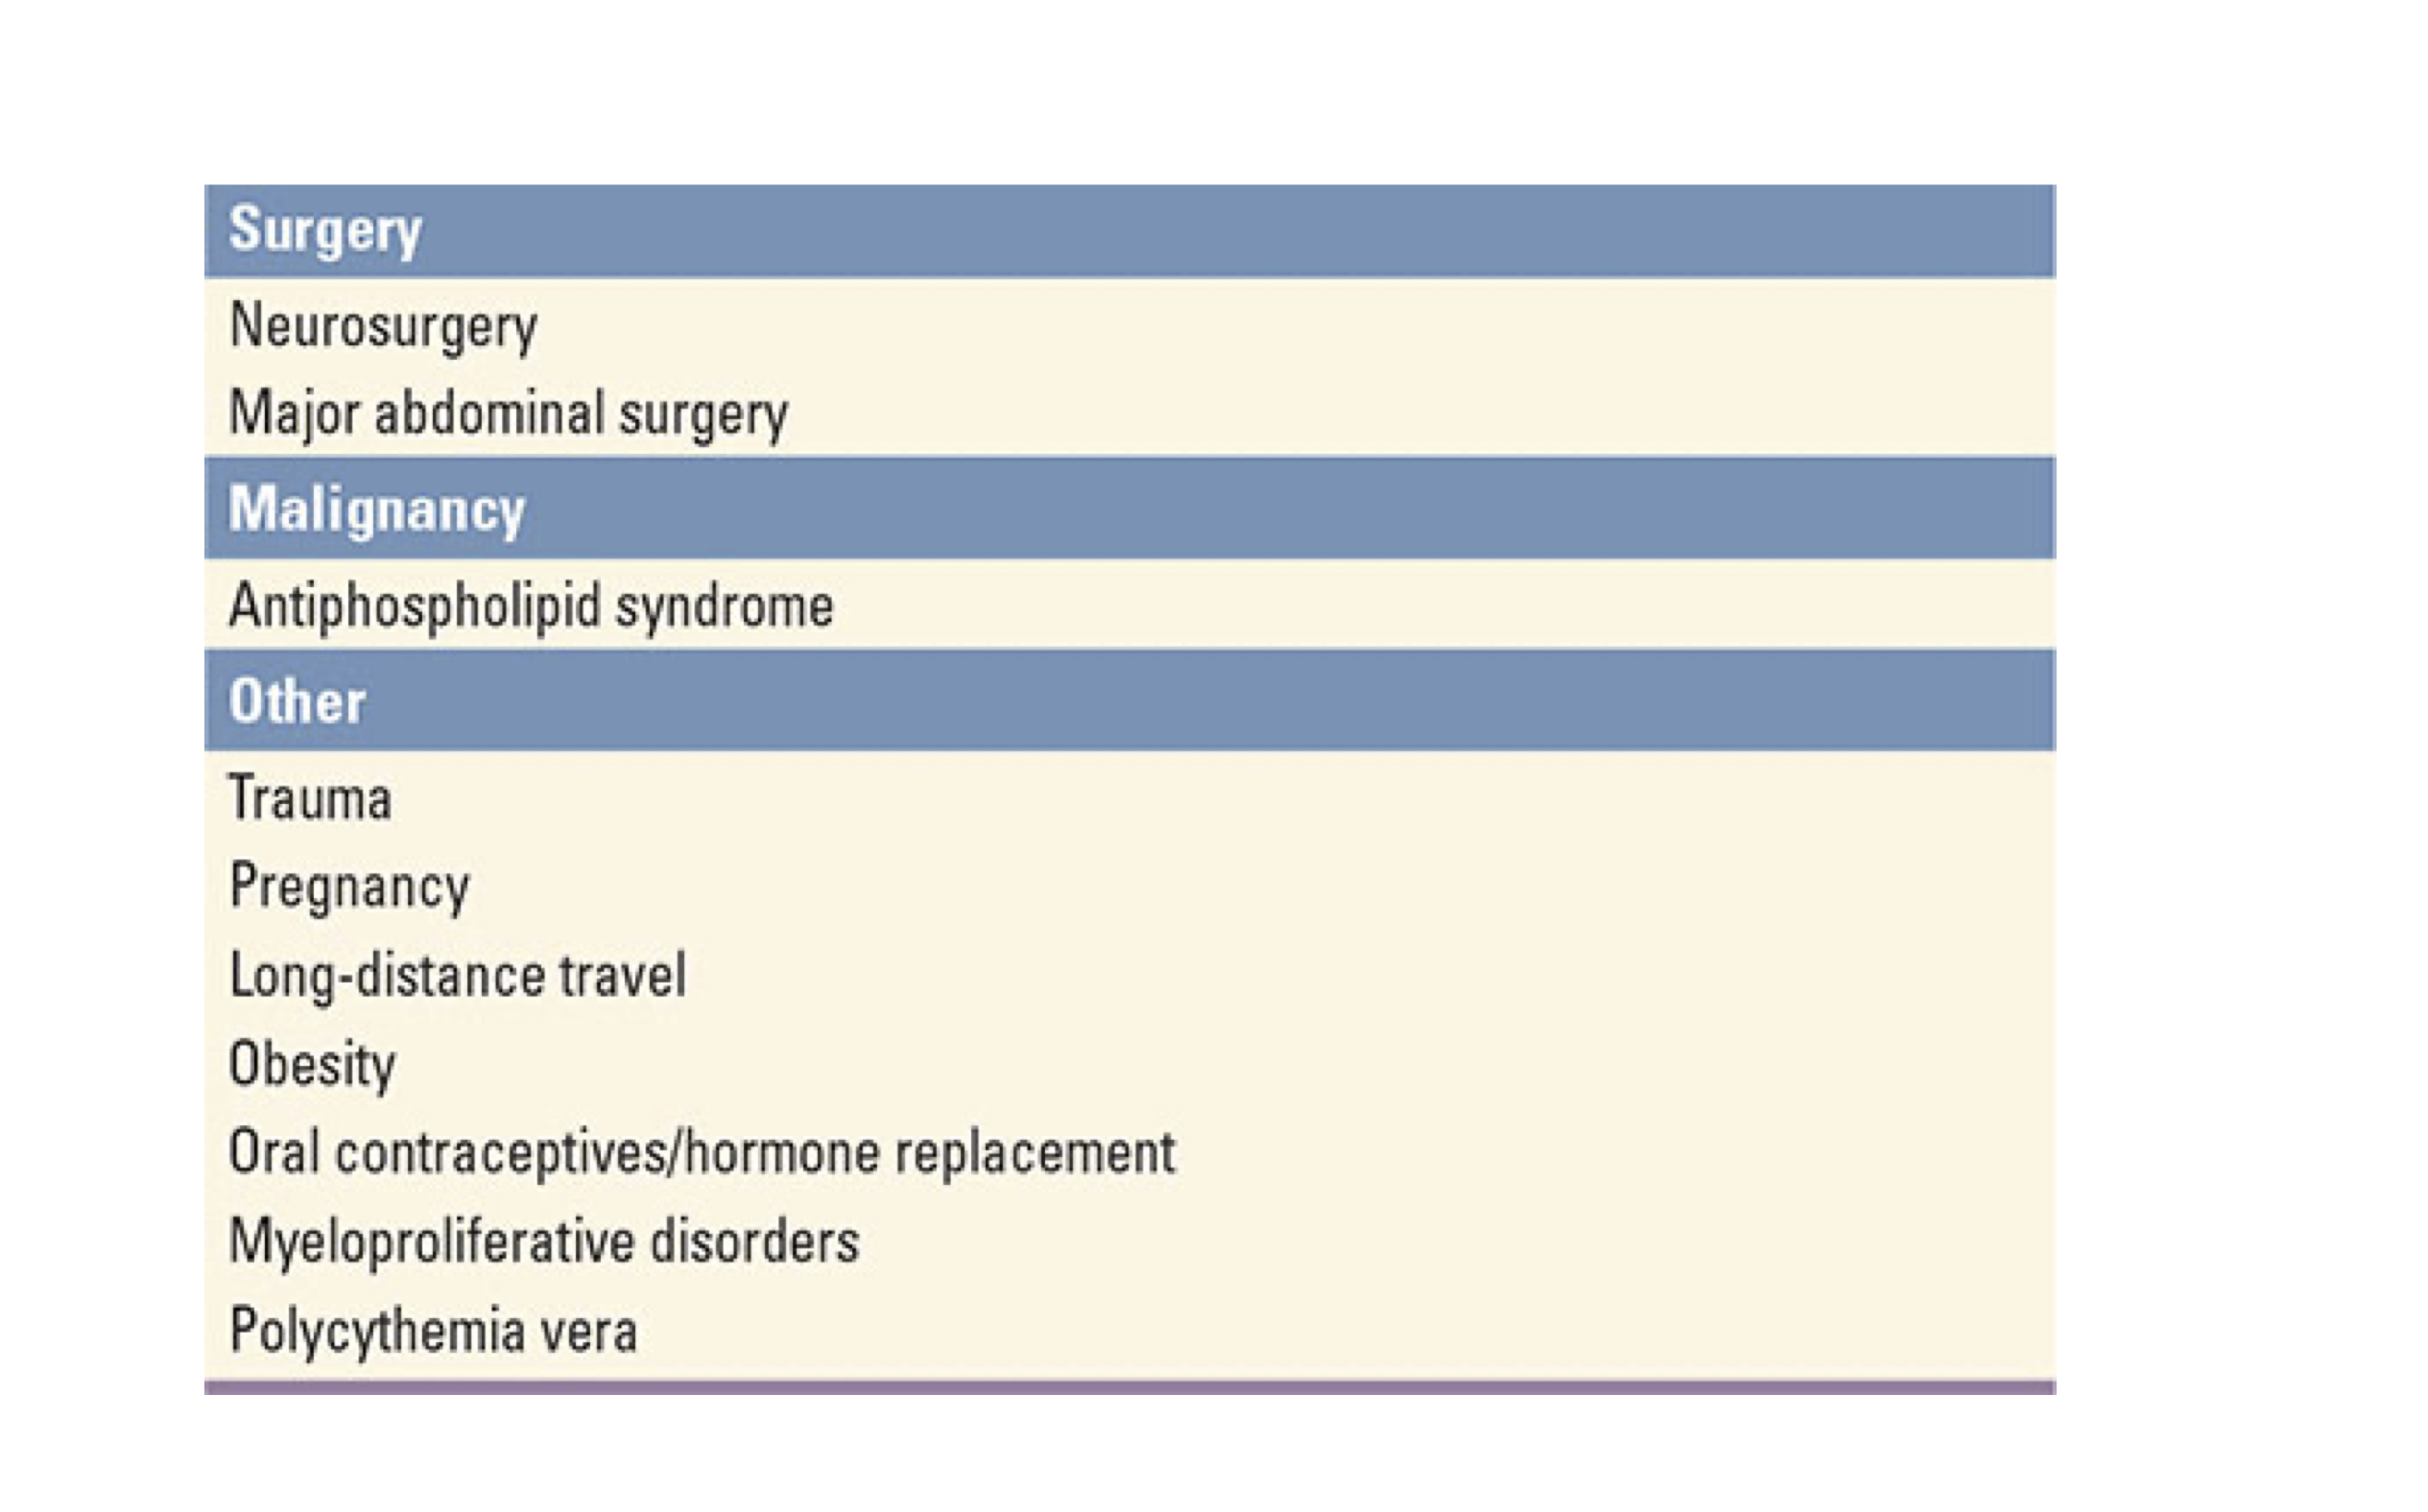 Surgery
Neurosurgery
Major abdominal surgery
Malignancy
Antiphospholipid syndrome
Other
Trauma
Pregnancy
Long-distance travel
Obesity
Oral contraceptives/hormone replacement
Myeloproliferative disorders
Polycythemia vera